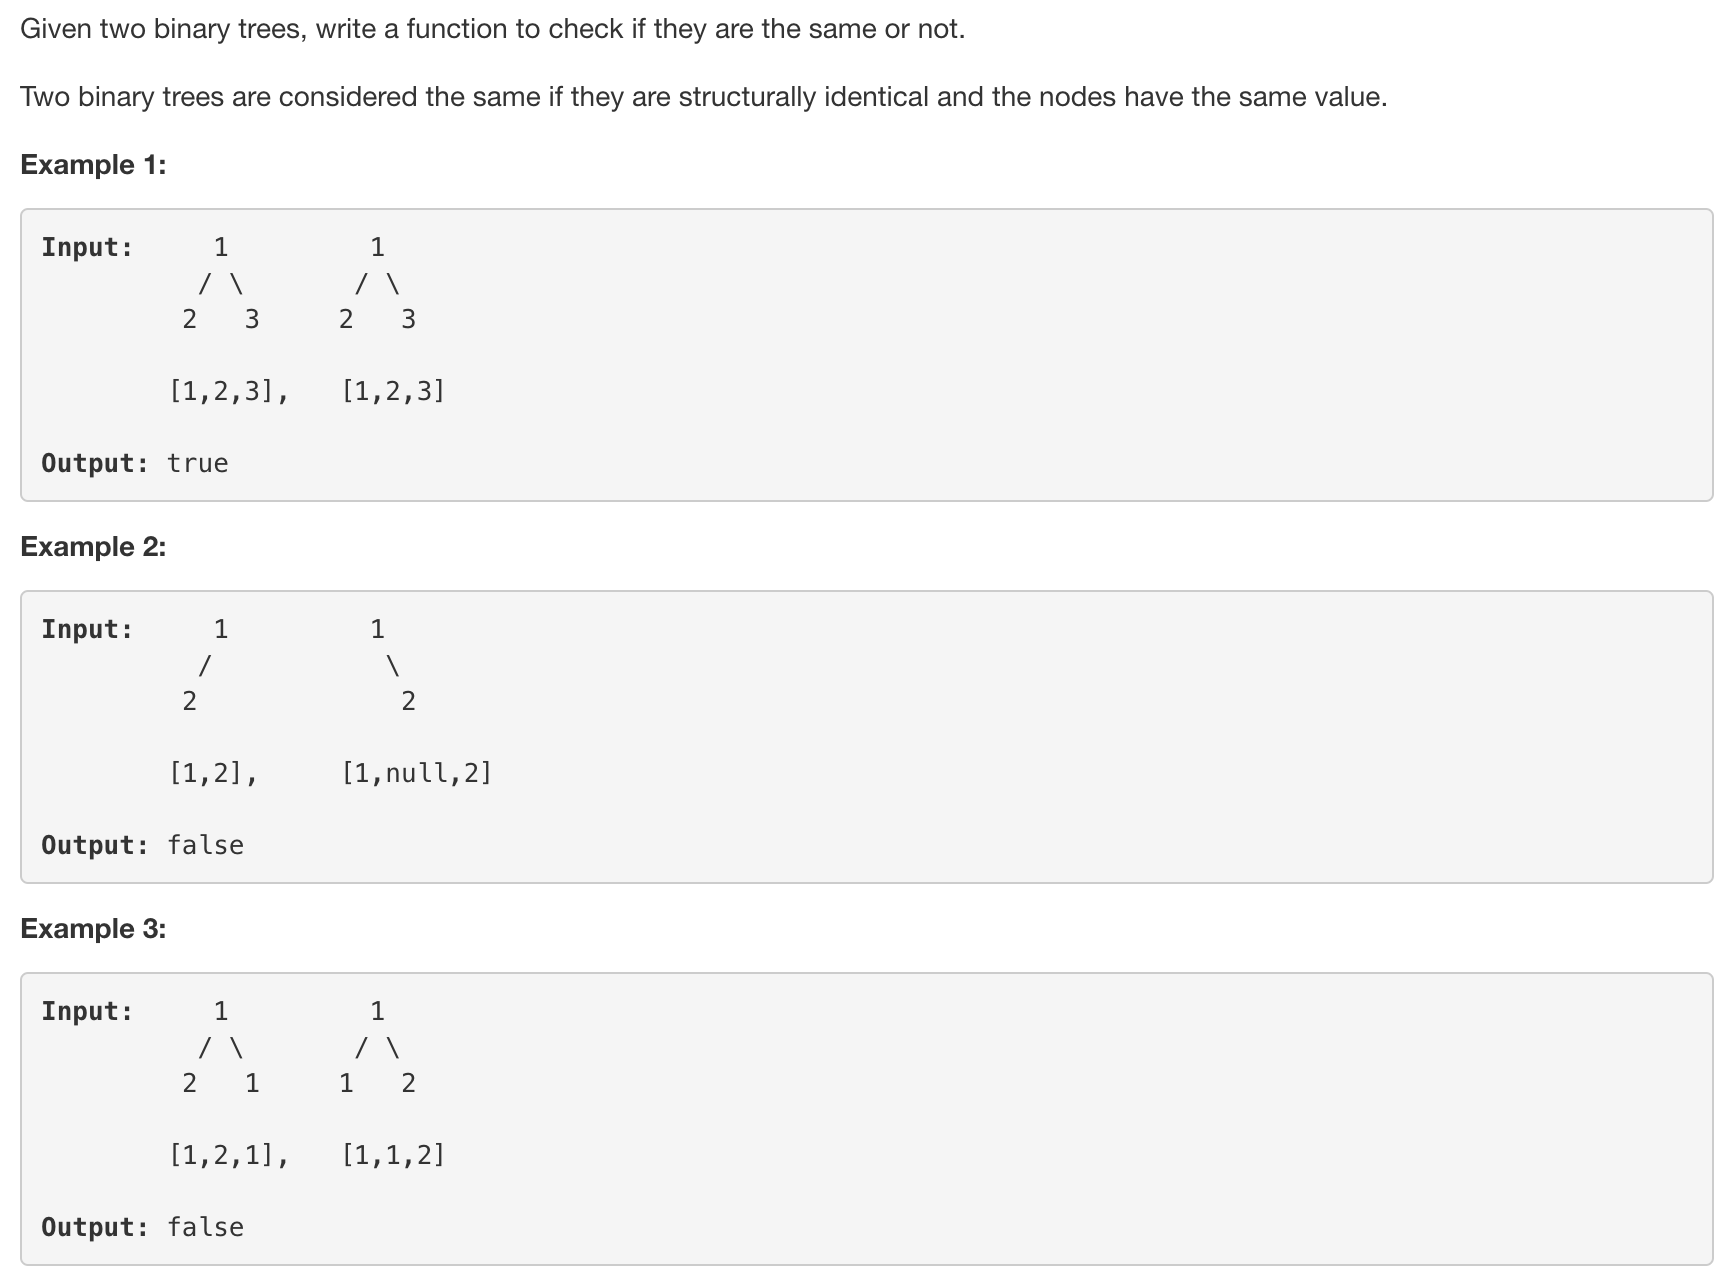 Given two binary trees, write a function to check if they are the same or not.
Two binary trees are considered the same if they are structurally identical and the nodes have the same value.
Example 1:
Input:     1         1
          / \       / \
         2   3     2   3
        [1,2,3],   [1,2,3]
Output: true
Example 2:
Input:     1         1
          /           \
         2             2
        [1,2],     [1,null,2]
Output: false
Example 3:
Input:     1         1
          / \       / \
         2   1     1   2
        [1,2,1],   [1,1,2]
Output: false